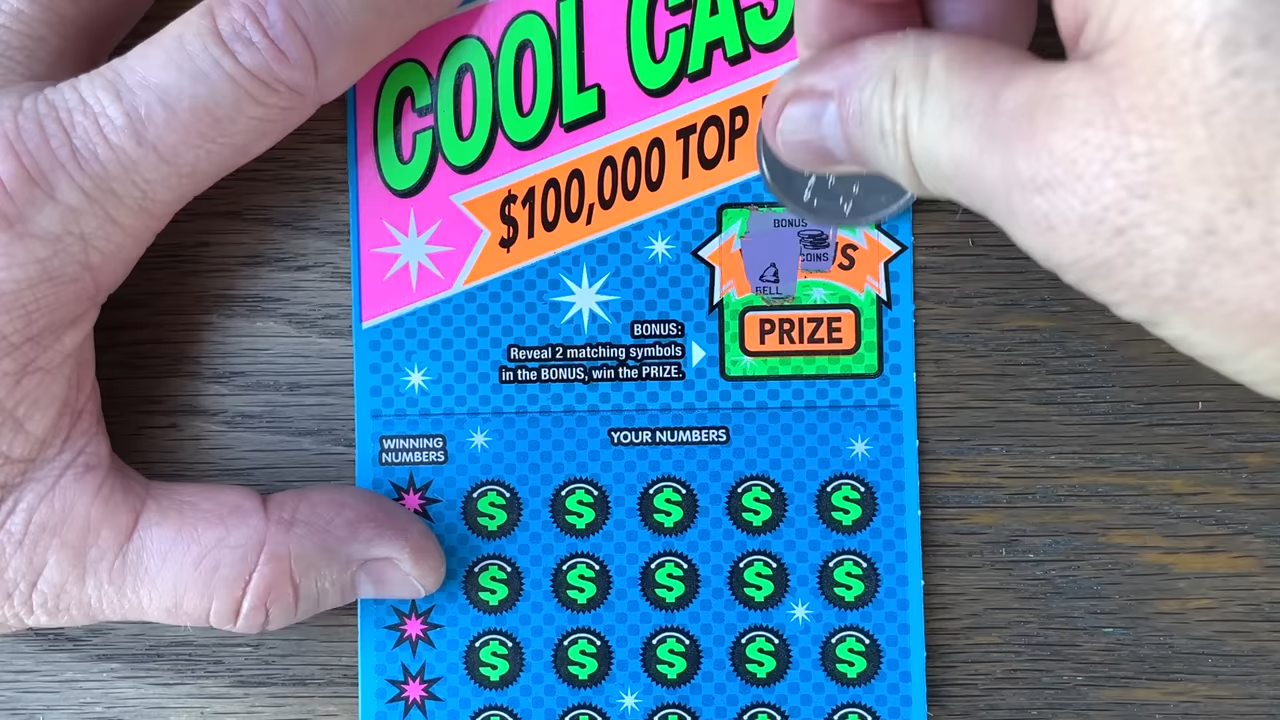 COOL CAS
$100,000 TOP
BONUS
COINS
S
BELL
PRIZE
BONUS:
Reveal 2 matching symbols
in the BONUS, win the PRIZE.
WINNING
NUMBERS
YOUR NUMBERS
$ $ $ $ $
$ $ $ $ $
$ $ $ $ $